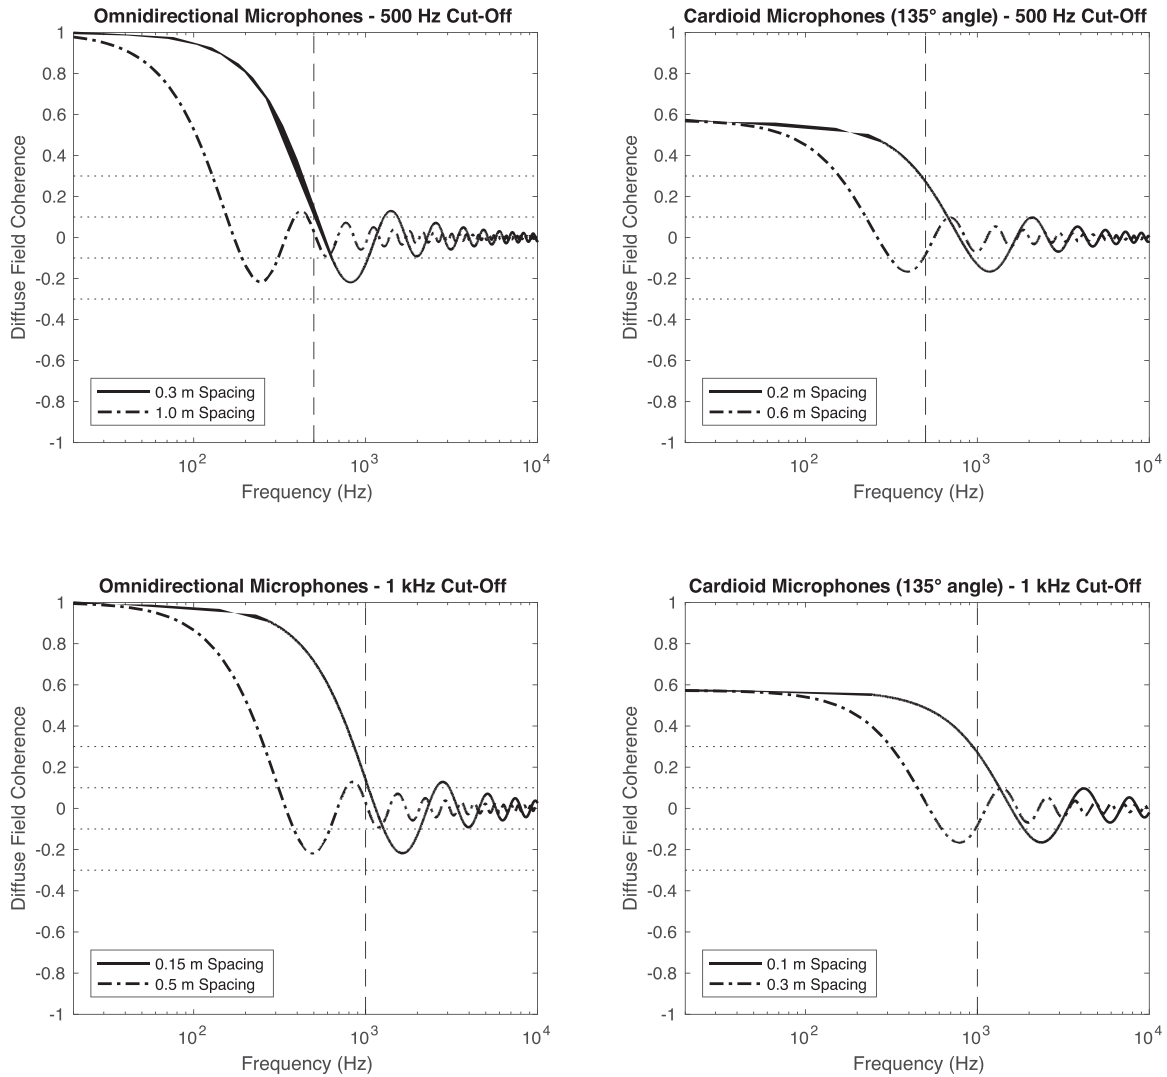 Omnidirectional Microphones - 500 Hz Cut-Off
1
0.8
0.6
0.4
0.2
0
-0.2
-0.4
-0.6
-0.8
-1
Diffuse Field Coherence
0.3 m Spacing
1.0 m Spacing
10^2
10^3
10^4
Frequency (Hz)
Cardioid Microphones (135° angle) - 500 Hz Cut-Off
1
0.8
0.6
0.4
0.2
0
-0.2
-0.4
-0.6
-0.8
-1
Diffuse Field Coherence
0.2 m Spacing
0.6 m Spacing
10^2
10^3
10^4
Frequency (Hz)
Omnidirectional Microphones - 1 kHz Cut-Off
1
0.8
0.6
0.4
0.2
0
-0.2
-0.4
-0.6
-0.8
-1
Diffuse Field Coherence
0.15 m Spacing
0.5 m Spacing
10^2
10^3
10^4
Frequency (Hz)
Cardioid Microphones (135° angle) - 1 kHz Cut-Off
1
0.8
0.6
0.4
0.2
0
-0.2
-0.4
-0.6
-0.8
-1
Diffuse Field Coherence
0.1 m Spacing
0.3 m Spacing
10^2
10^3
10^4
Frequency (Hz)